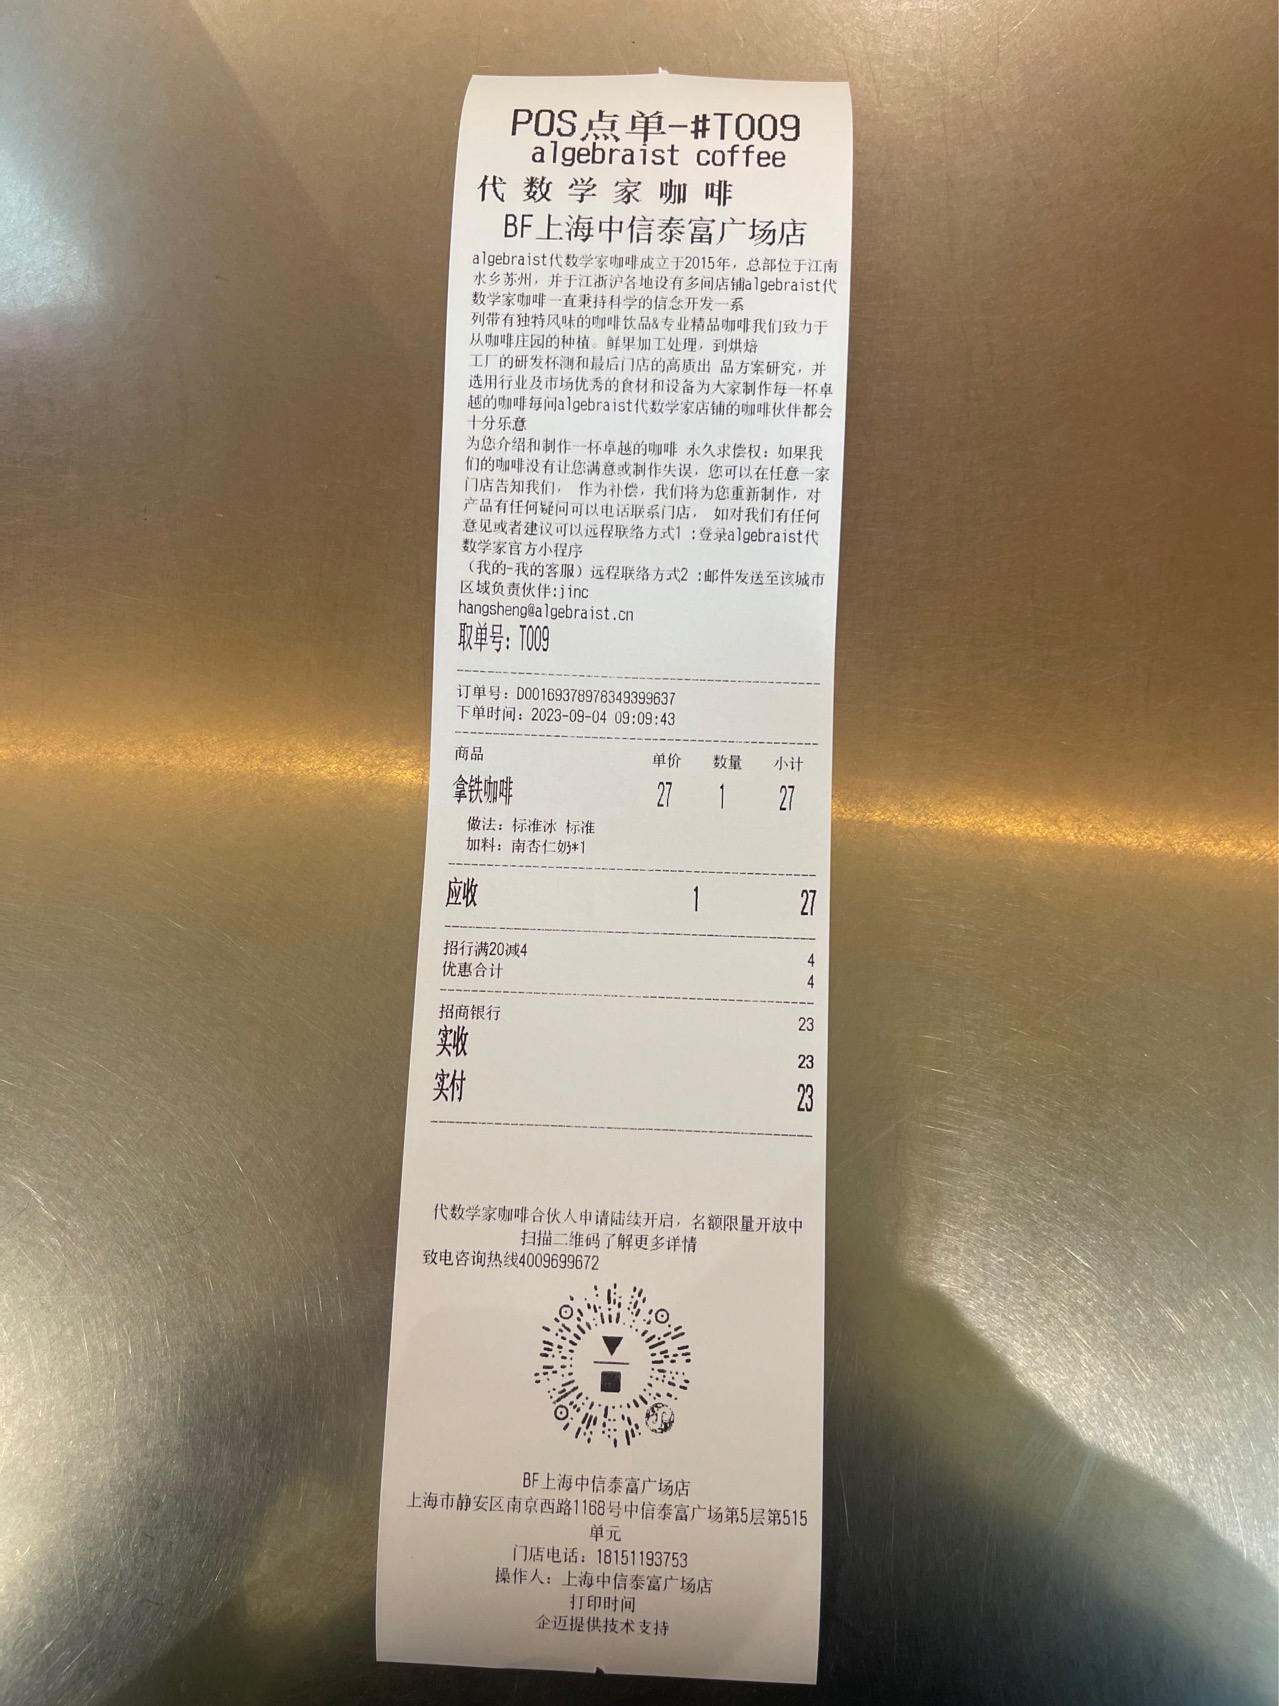 POS点单-#T009
algebraist coffee
代数学家咖啡
BF上海中信泰富广场店
algebraist代数学家咖啡成立于2015年，总部位于江南
水乡苏州，并于江浙沪各地设有多间店铺algebraist代
数学家咖啡一直秉持科学的信念开发一系
列带有独特风味的咖啡饮品&专业精品咖啡我们致力于
从咖啡庄园的种植。鲜果加工处理，到烘焙
工厂的研发杯测和最后门店的高质出 品方案研究，并
选用行业及市场优秀的食材和设备为大家制作每一杯卓
越的咖啡每问algebraist代数学家店铺的咖啡伙伴都会
十分乐意
为您介绍和制作一杯卓越的咖啡 永久求偿权：如果我
们的咖啡没有让您满意或制作失误，您可以在任意一家
门店告知我们， 作为补偿，我们将为您重新制作，对
产品有任何疑问可以电话联系门店， 如对我们有任何
意见或者建议可以远程联络方式1 :登录algebraist代
数学家官方小程序
（我的-我的客服）远程联络方式2 :邮件发送至该城市
区域负责伙伴:jinc
hangsheng@algebraist.cn
取单号：T009
订单号：D00169378978349399637
下单时间：2023-09-04 09:09:43
商品 单价 数量 小计
拿铁咖啡 27 1 27
做法：标准冰 标准
加料：南杏仁奶*1
应收 1 27
招行满20减4 4
优惠合计 4
招商银行 23
实收 23
实付 23
代数学家咖啡合伙人申请陆续开启，名额限量开放中
扫描二维码了解更多详情
致电咨询热线4009699672
BF上海中信泰富广场店
上海市静安区南京西路1168号中信泰富广场第5层第515
单元
门店电话：18151193753
操作人：上海中信泰富广场店
打印时间
企迈提供技术支持